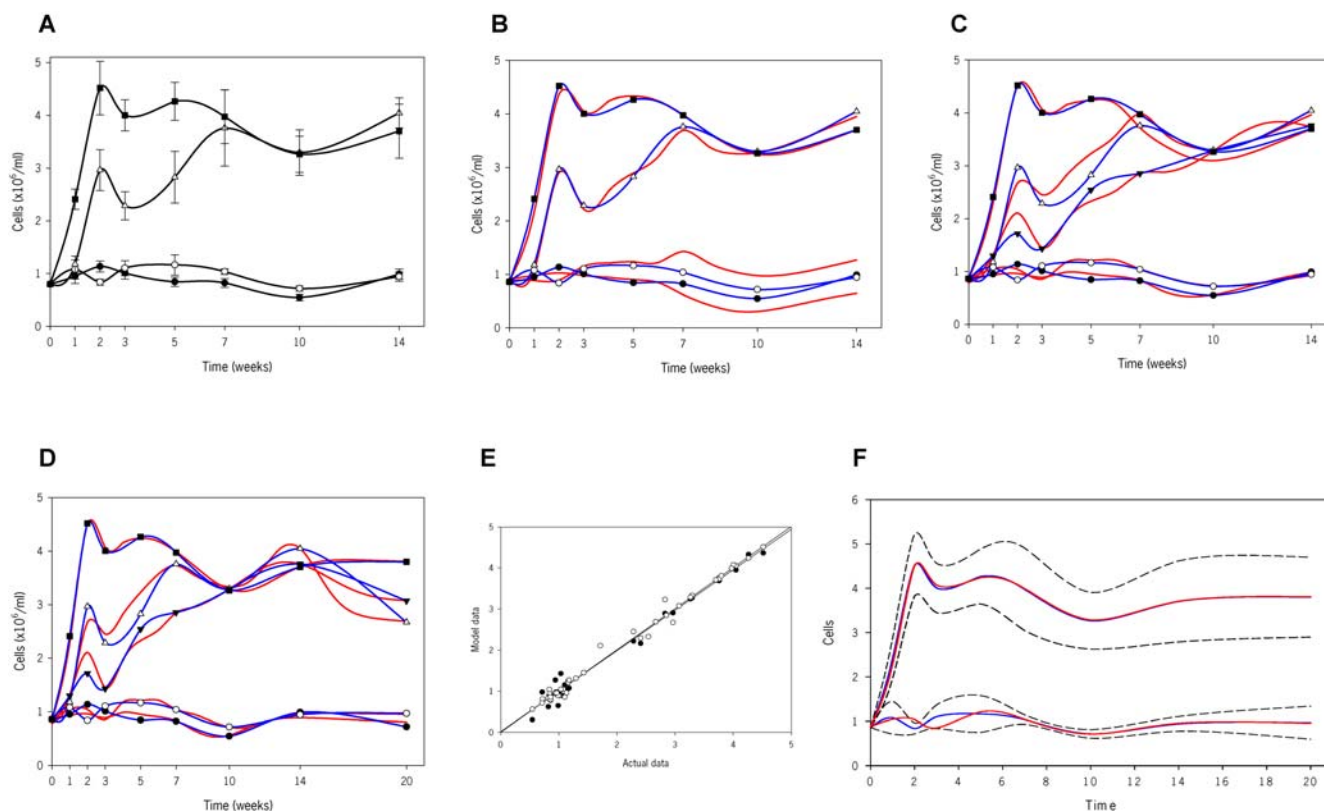 A
B
C
5
4
3
2
1
0
Cells (x10⁶/ml)
0 1 2 3 5 7 10 14
Time (weeks)
5
4
3
2
1
0
Cells (x10⁶/ml)
0 1 2 3 5 7 10 14
Time (weeks)
5
4
3
2
1
0
Cells (x10⁶/ml)
0 1 2 3 5 7 10 14
Time (weeks)
D
E
F
5
4
3
2
1
0
Cells (x10⁶/ml)
0 1 2 3 5 7 10 14 20
Time (weeks)
5
4
3
2
1
0
Model data
0 1 2 3 4 5
Actual data
6
5
4
3
2
1
0
Cells
0 2 4 6 8 10 12 14 16 18 20
Time